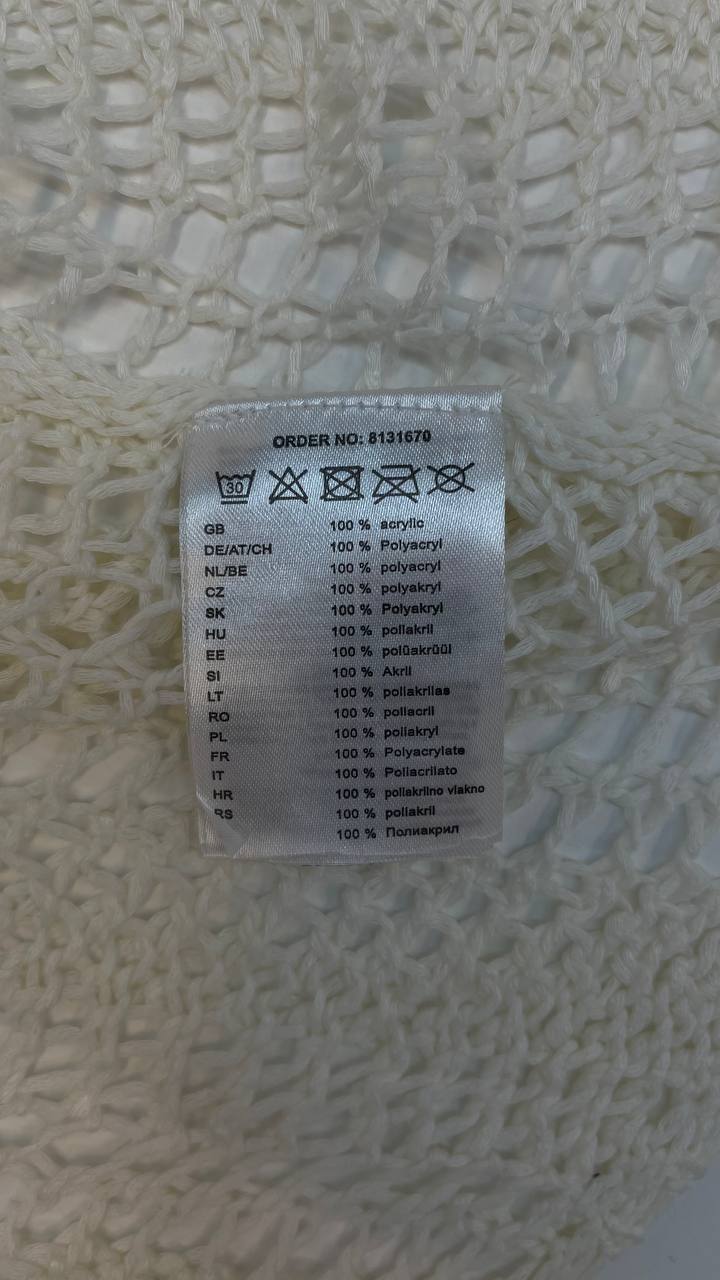 ORDER NO: 8131670
30
GB 100 % acrylic
DE/AT/CH 100 % Polyacryl
NL/BE 100 % polyacryl
CZ 100 % polyakryl
SK 100 % Polyakryl
HU 100 % poliakril
EE 100 % polüakrüül
SI 100 % Akril
LT 100 % poliakrilas
RO 100 % poliacril
PL 100 % poliakryl
FR 100 % Polyacrylate
IT 100 % Poliacrilato
HR 100 % poliakrilno vlakno
RS 100 % poliakril
100 % Полиакрил